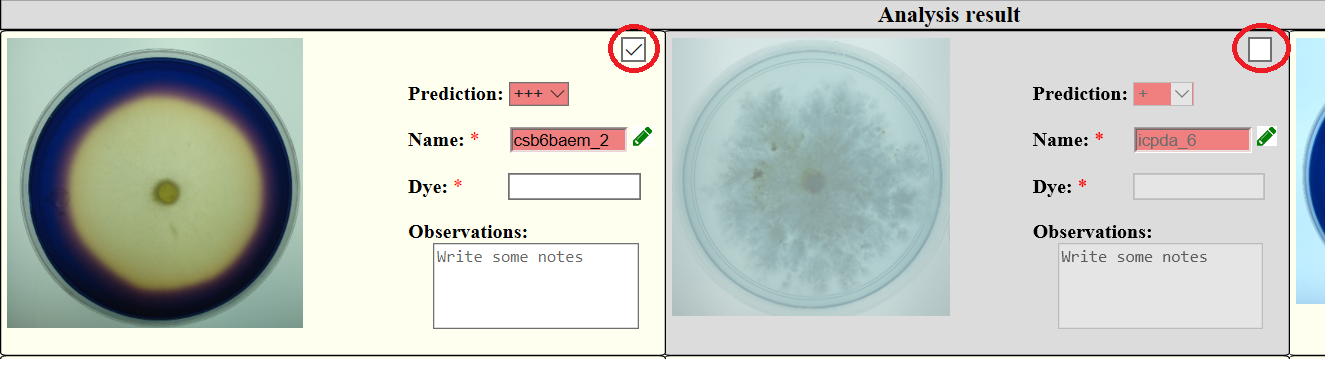 Analysis result
Prediction: +++
Name: * csb6baem_2
Dye: *
Observations:
Write some notes
Prediction: +
Name: * icpda_6
Dye: *
Observations:
Write some notes